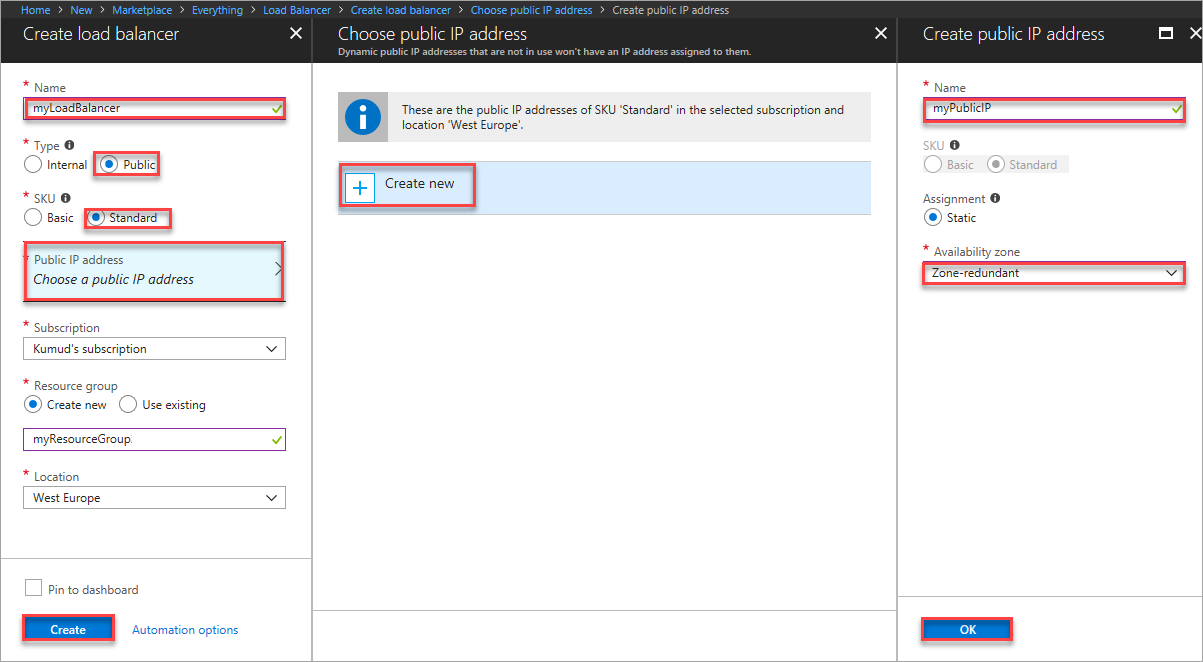 Home > New > Marketplace > Everything > Load Balancer > Create load balancer > Choose public IP address > Create public IP address
Create load balancer
* Name
myLoadBalancer
* Type
Internal Public
* SKU
Basic Standard
* Public IP address
Choose a public IP address
* Subscription
Kumud's subscription
* Resource group
Create new Use existing
myResourceGroup.
* Location
West Europe
Pin to dashboard
Create Automation options
Choose public IP address
Dynamic public IP addresses that are not in use won't have an IP address assigned to them.
These are the public IP addresses of SKU 'Standard' in the selected subscription and
location 'West Europe'.
Create new
Create public IP address
* Name
myPublicIP
SKU
Basic Standard
Assignment
Static
* Availability zone
Zone-redundant
OK